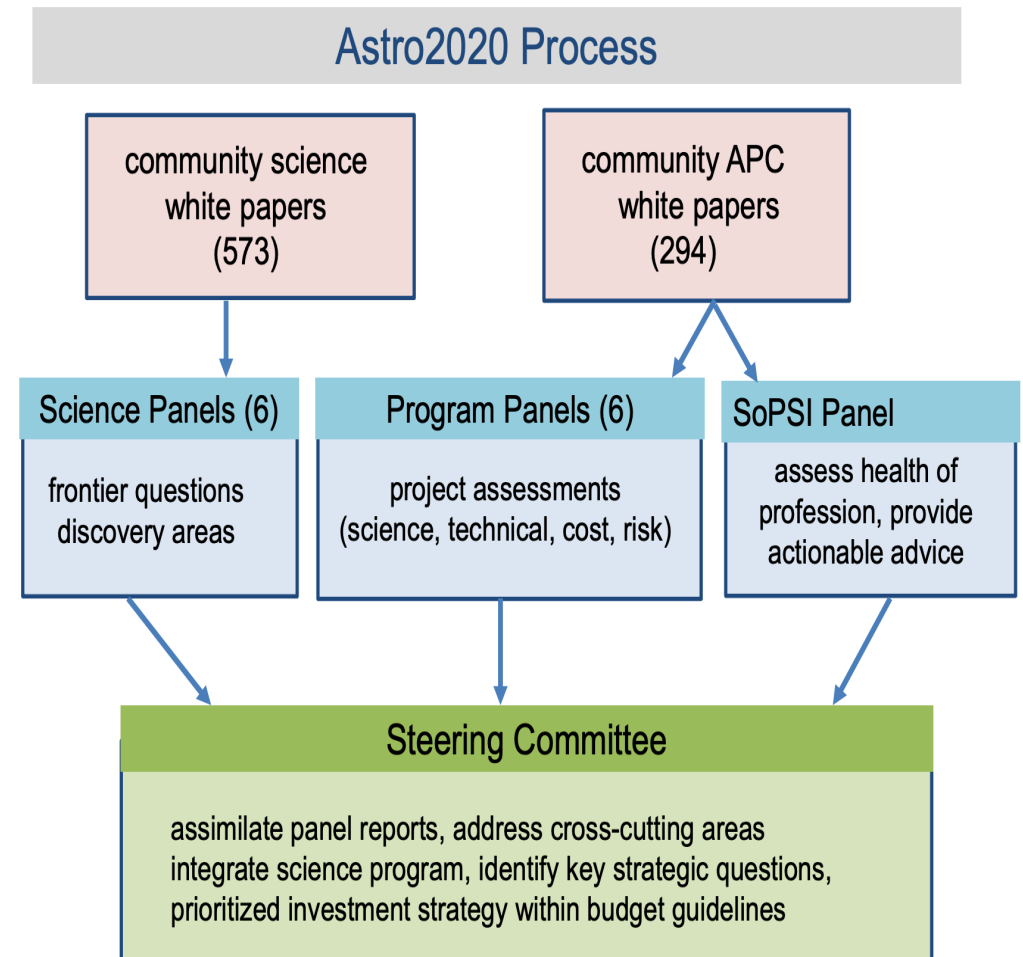 Astro2020 Process
community science
white papers
(573)
community APC
white papers
(294)
Science Panels (6)
frontier questions
discovery areas
Program Panels (6)
project assessments
(science, technical, cost, risk)
SoPSI Panel
assess health of
profession, provide
actionable advice
Steering Committee
assimilate panel reports, address cross-cutting areas
integrate science program, identify key strategic questions,
prioritized investment strategy within budget guidelines